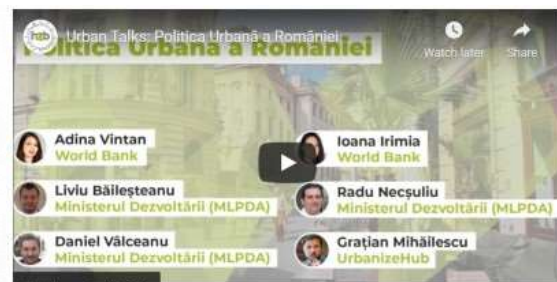 Urban Talks: Politica Urbană a României
Watch later
Share
Politica Urbană a României
Adina Vintan
World Bank
Ioana Irimia
World Bank
Liviu Băileșteanu
Ministerul Dezvoltării (MLPDA)
Radu Necșuliu
Ministerul Dezvoltării (MLPDA)
Daniel Vâlceanu
Ministerul Dezvoltării (MLPDA)
Grațian Mihăilescu
UrbanizeHub